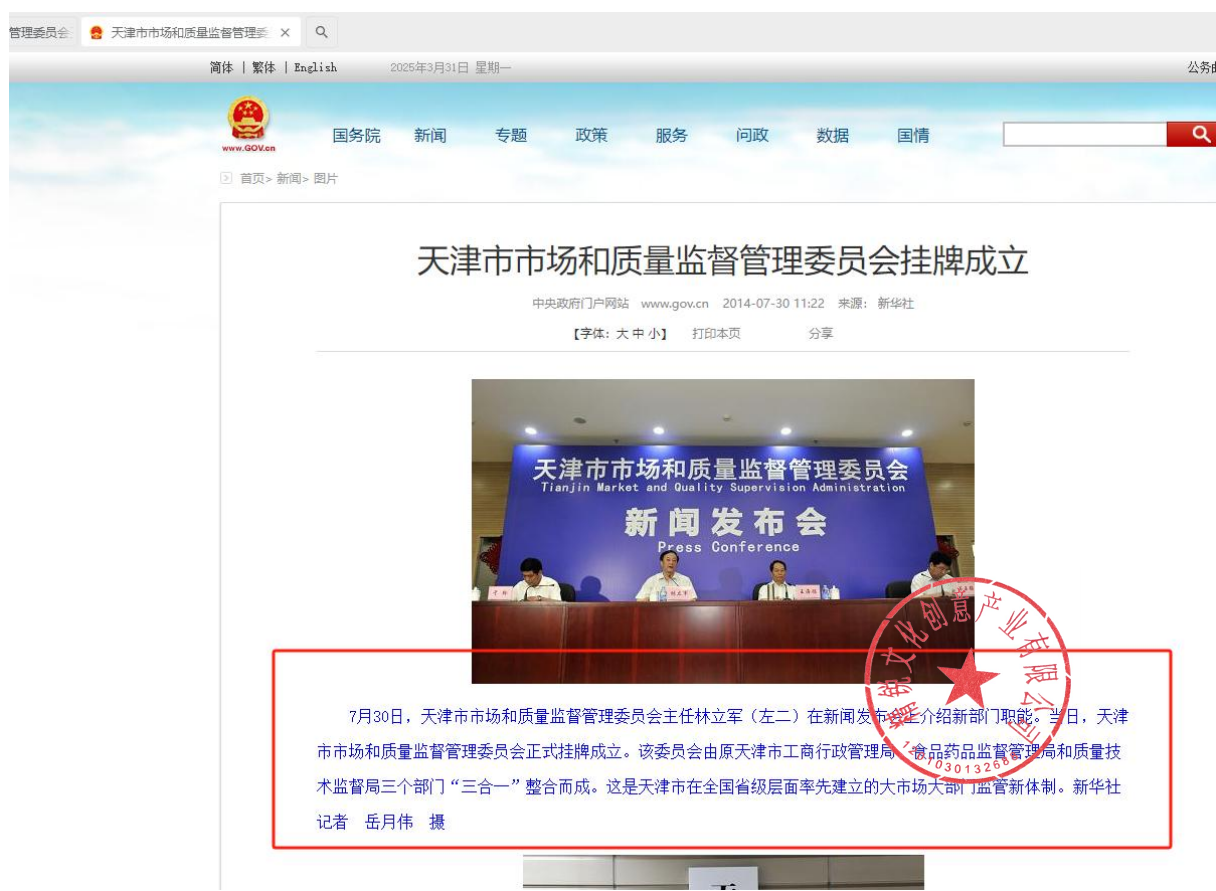 管理委员会
天津市市场和质量监督管理委
简体 | 繁体 | English
2025年3月31日 星期一
公务邮
www.GOV.cn
国务院 新闻 专题 政策 服务 问政 数据 国情
首页> 新闻> 图片
天津市市场和质量监督管理委员会挂牌成立
中央政府门户网站 www.gov.cn 2014-07-30 11:22 来源： 新华社
【字体：大 中 小】 打印本页 分享
天津市市场和质量监督管理委员会
Tianjin Market and Quality Supervision Administration
新闻发布会
Press Conference
精锐文化创意产业有限公司
7月30日，天津市市场和质量监督管理委员会主任林立军（左二）在新闻发布会上介绍新部门职能。当日，天津
市市场和质量监督管理委员会正式挂牌成立。该委员会由原天津市工商行政管理局、食品药品监督管理局和质量技
术监督局三个部门“三合一”整合而成。这是天津市在全国省级层面率先建立的大市场大部门监管新体制。新华社
记者 岳月伟 摄